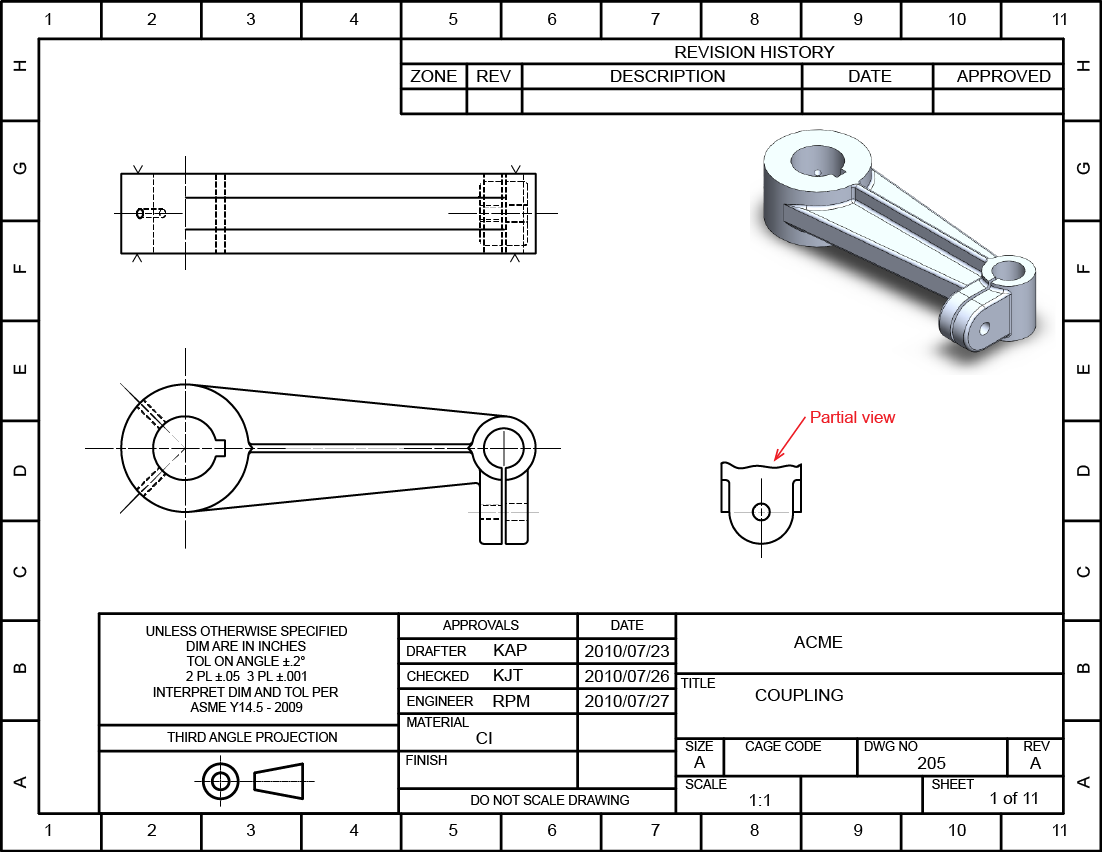 1 2 3 4 5 6 7 8 9 10 11
H H
REVISION HISTORY
ZONE REV DESCRIPTION DATE APPROVED
G G
F F
E E
Partial view
D D
C C
UNLESS OTHERWISE SPECIFIED
DIM ARE IN INCHES
TOL ON ANGLE ±.2°
2 PL ±.05 3 PL ±.001
INTERPRET DIM AND TOL PER
ASME Y14.5 - 2009
THIRD ANGLE PROJECTION
APPROVALS DATE
DRAFTER KAP 2010/07/23
CHECKED KJT 2010/07/26
ENGINEER RPM 2010/07/27
MATERIAL
CI
FINISH
DO NOT SCALE DRAWING
ACME
TITLE
COUPLING
SIZE
A
CAGE CODE
DWG NO
205
REV
A
SCALE
1:1
SHEET
1 of 11
B B
A A
1 2 3 4 5 6 7 8 9 10 11